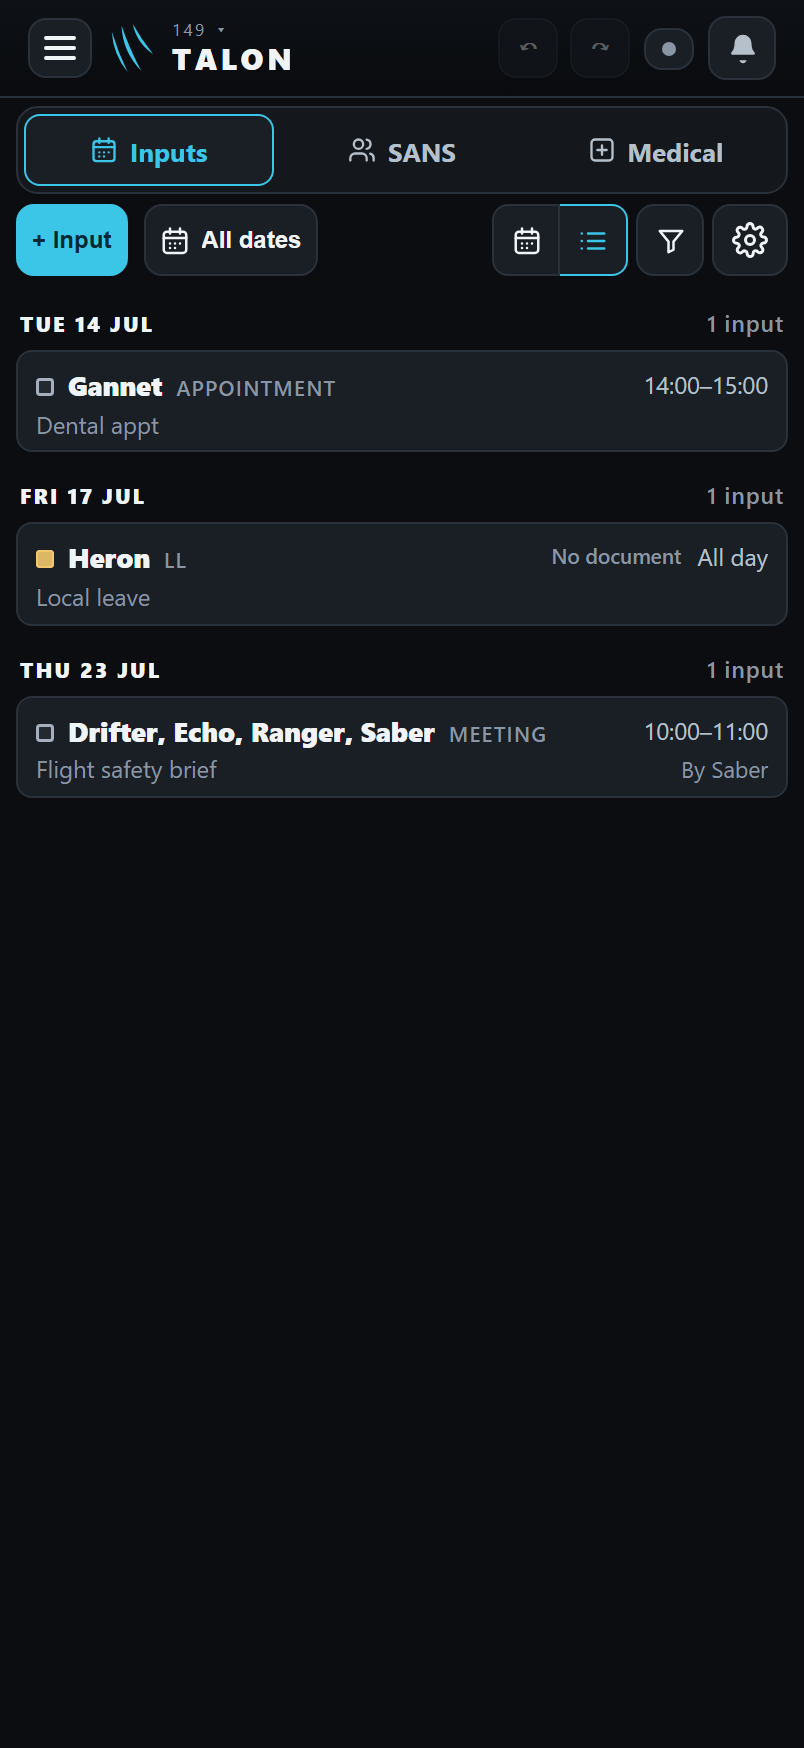 149
TALON
Inputs SANS Medical
+ Input All dates
TUE 14 JUL 1 input
Gannet APPOINTMENT 14:00–15:00
Dental appt
FRI 17 JUL 1 input
Heron LL No document All day
Local leave
THU 23 JUL 1 input
Drifter, Echo, Ranger, Saber MEETING 10:00–11:00
Flight safety brief By Saber